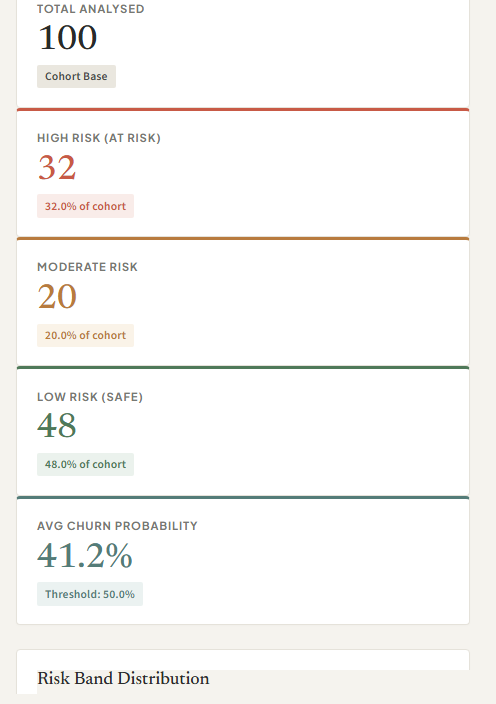 TOTAL ANALYSED
100
Cohort Base
HIGH RISK (AT RISK)
32
32.0% of cohort
MODERATE RISK
20
20.0% of cohort
LOW RISK (SAFE)
48
48.0% of cohort
AVG CHURN PROBABILITY
41.2%
Threshold: 50.0%
Risk Band Distribution